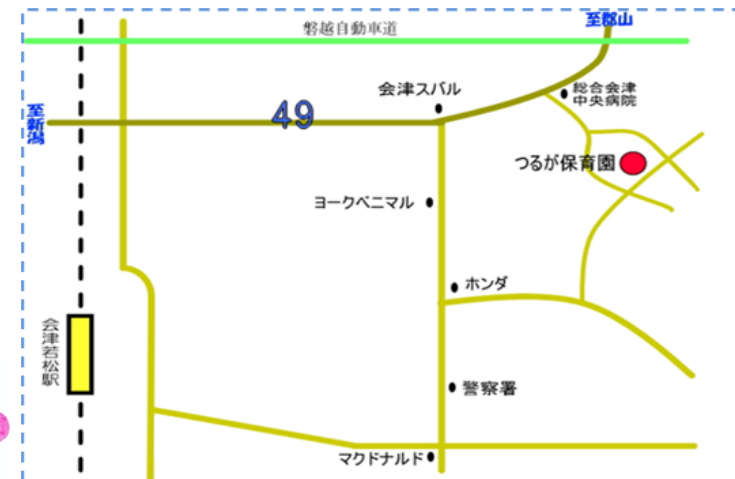 至郡山
磐越自動車道
会津スバル
総合会津
中央病院
至新潟
49
つるが保育園
ヨークベニマル
ホンダ
会津若松駅
警察署
マクドナルド